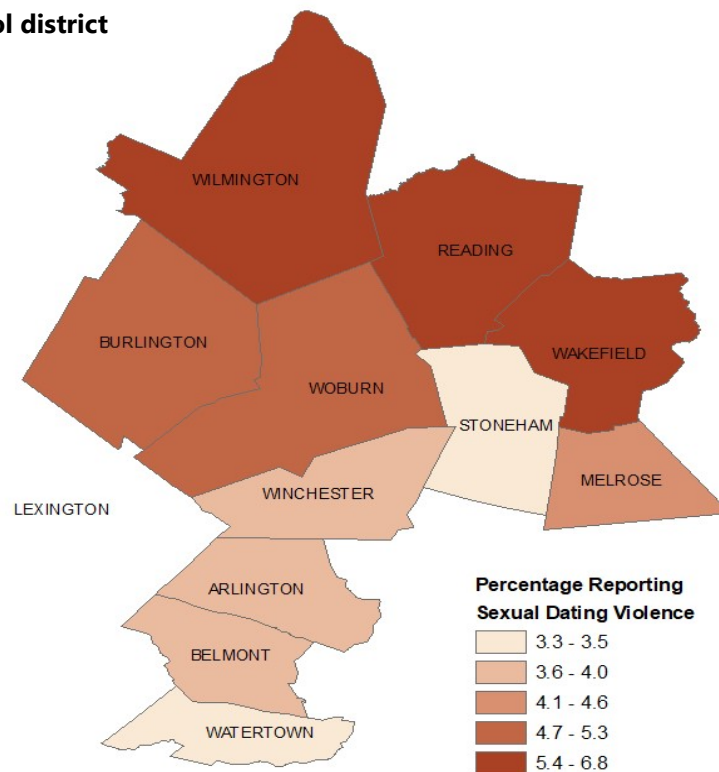 district
WILMINGTON
READING
BURLINGTON
WAKEFIELD
WOBURN
STONEHAM
MELROSE
WINCHESTER
LEXINGTON
ARLINGTON
BELMONT
WATERTOWN
Percentage Reporting
Sexual Dating Violence
3.3 - 3.5
3.6 - 4.0
4.1 - 4.6
4.7 - 5.3
5.4 - 6.8